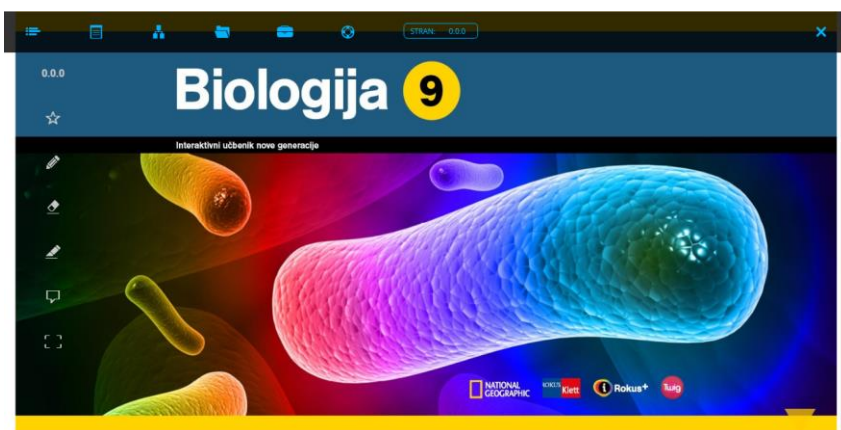 STRAN: 0.0.0
0.0.0
Biologija 9
Interaktivni učbenik nove generacije
NATIONAL
GEOGRAPHIC
ROKUS
Klett
i Rokus+
Twig